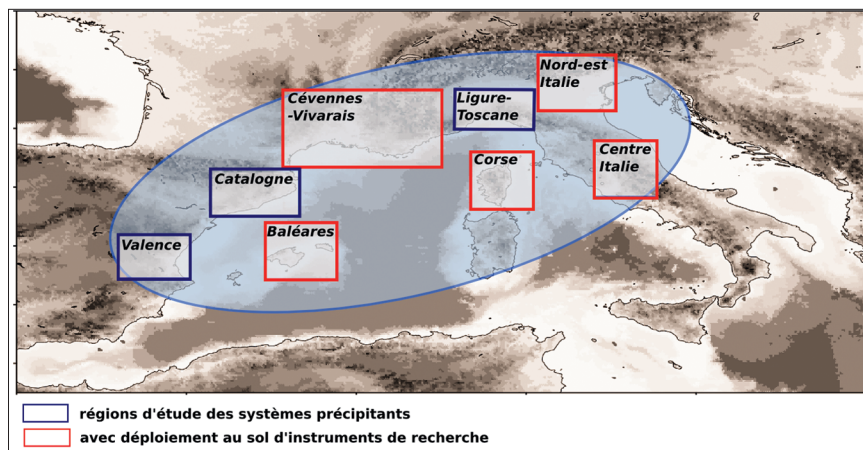 Nord-est
Italie
Cévennes
-Vivarais
Ligure-
Toscane
Centre
Italie
Corse
Catalogne
Baléares
Valence
régions d'étude des systèmes précipitants
avec déploiement au sol d'instruments de recherche